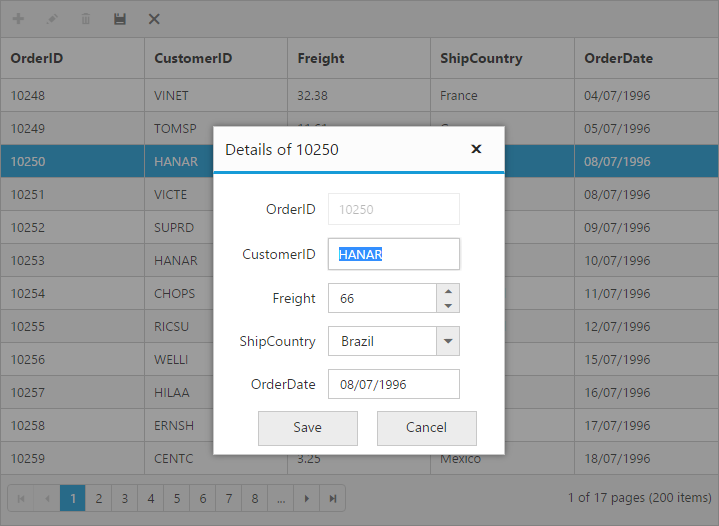 OrderID CustomerID Freight ShipCountry OrderDate
10248 VINET 32.38 France 04/07/1996
10249 TOMSP 05/07/1996
10250 HANAR 08/07/1996
10251 VICTE 08/07/1996
10252 SUPRD 09/07/1996
10253 HANAR 10/07/1996
10254 CHOPS 11/07/1996
10255 RICSU 12/07/1996
10256 WELLI 15/07/1996
10257 HILAA 16/07/1996
10258 ERNSH 17/07/1996
10259 CENTC 3.25 Mexico 18/07/1996
Details of 10250
OrderID 10250
CustomerID HANAR
Freight 66
ShipCountry Brazil
OrderDate 08/07/1996
Save Cancel
1 2 3 4 5 6 7 8 ... 1 of 17 pages (200 items)